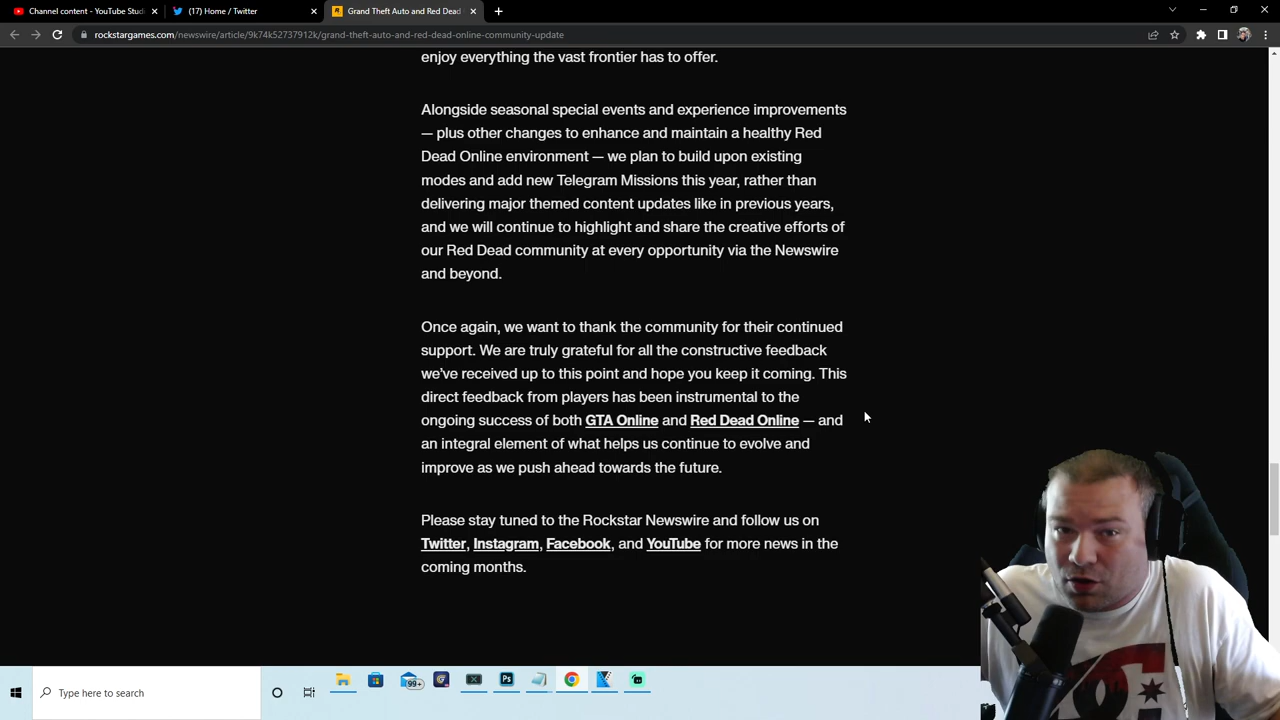 Channel content - YouTube Studi
(17) Home / Twitter
Grand Theft Auto and Red Dead
rockstargames.com/newswire/article/9k74k52737912k/grand-theft-auto-and-red-dead-online-community-update
enjoy everything the vast frontier has to offer.
Alongside seasonal special events and experience improvements
— plus other changes to enhance and maintain a healthy Red
Dead Online environment — we plan to build upon existing
modes and add new Telegram Missions this year, rather than
delivering major themed content updates like in previous years,
and we will continue to highlight and share the creative efforts of
our Red Dead community at every opportunity via the Newswire
and beyond.
Once again, we want to thank the community for their continued
support. We are truly grateful for all the constructive feedback
we’ve received up to this point and hope you keep it coming. This
direct feedback from players has been instrumental to the
ongoing success of both GTA Online and Red Dead Online — and
an integral element of what helps us continue to evolve and
improve as we push ahead towards the future.
Please stay tuned to the Rockstar Newswire and follow us on
Twitter, Instagram, Facebook, and YouTube for more news in the
coming months.
Type here to search
99+
Ps